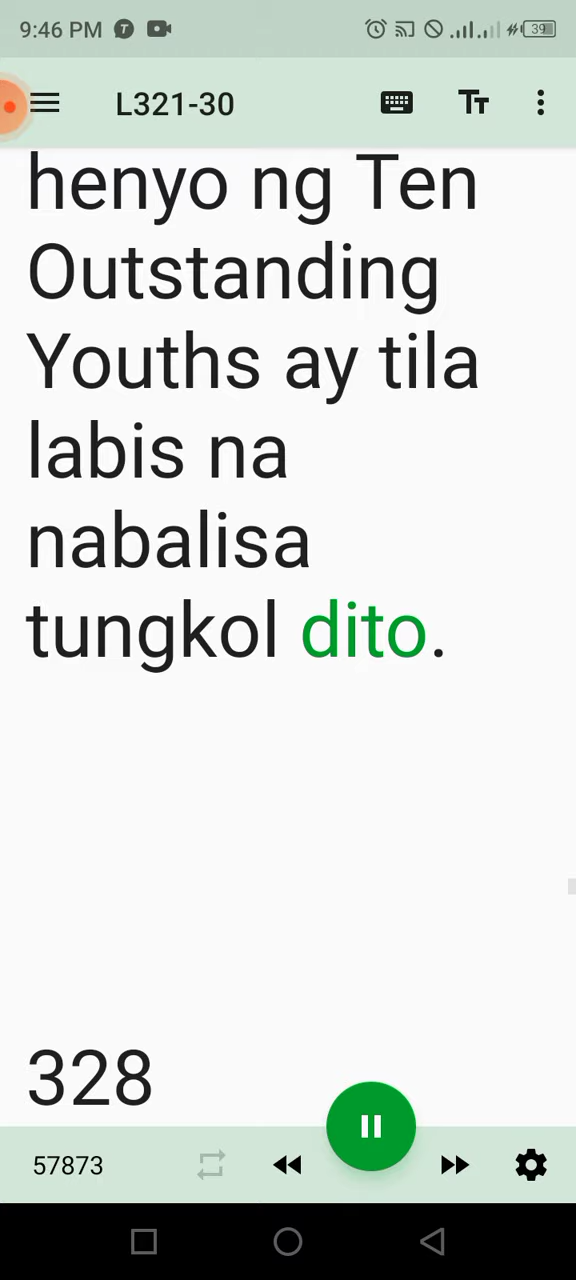 9:46 PM
39
L321-30
henyo ng Ten
Outstanding
Youths ay tila
labis na
nabalisa
tungkol dito.
328
57873